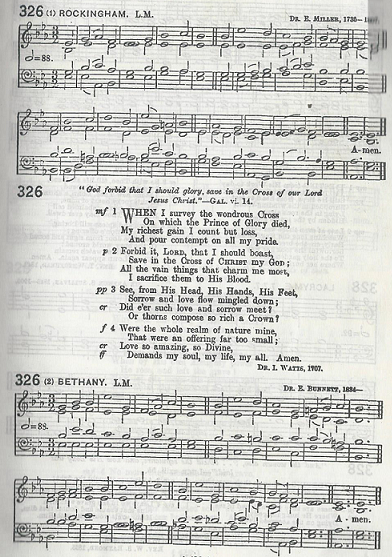 326 (1) ROCKINGHAM. L.M.
DR. E. MILLER, 1735–
♩=88.
A-men.
326
"God forbid that I should glory, save in the Cross of our Lord
Jesus Christ."—GAL. vi. 14.
mf 1 WHEN I survey the wondrous Cross
On which the Prince of Glory died,
My richest gain I count but loss,
And pour contempt on all my pride.
p 2 Forbid it, LORD, that I should boast,
Save in the Cross of CHRIST my GOD;
All the vain things that charm me most,
I sacrifice them to His Blood.
pp 3 See, from His Head, His Hands, His Feet,
Sorrow and love flow mingled down;
cr Did e'er such love and sorrow meet?
Or thorns compose so rich a Crown?
f 4 Were the whole realm of nature mine,
That were an offering far too small;
cr Love so amazing, so Divine,
ff Demands my soul, my life, my all. Amen.
DR. I. WATTS, 1707.
326 (2) BETHANY. L.M.
DR. E. BUNNETT, 1834–
♩=88.
A - men.